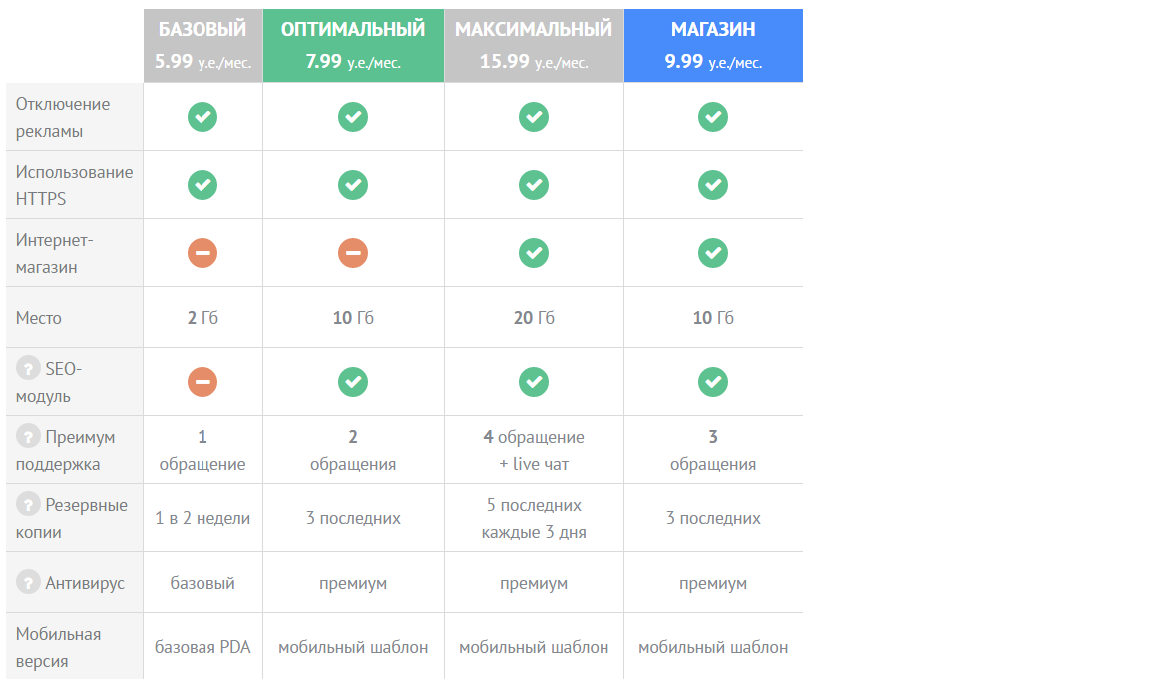 БАЗОВЫЙ ОПТИМАЛЬНЫЙ МАКСИМАЛЬНЫЙ МАГАЗИН
5.99 у.е./мес. 7.99 у.е./мес. 15.99 у.е./мес. 9.99 у.е./мес.
Отключение
рекламы
Использование
HTTPS
Интернет-
магазин
Место 2 Гб 10 Гб 20 Гб 10 Гб
? SEO-
модуль
? Преимум 1 2 4 обращение 3
поддержка обращение обращения + live чат обращения
? Резервные 5 последних
копии 1 в 2 недели 3 последних каждые 3 дня 3 последних
? Антивирус базовый премиум премиум премиум
Мобильная
версия базовая PDA мобильный шаблон мобильный шаблон мобильный шаблон